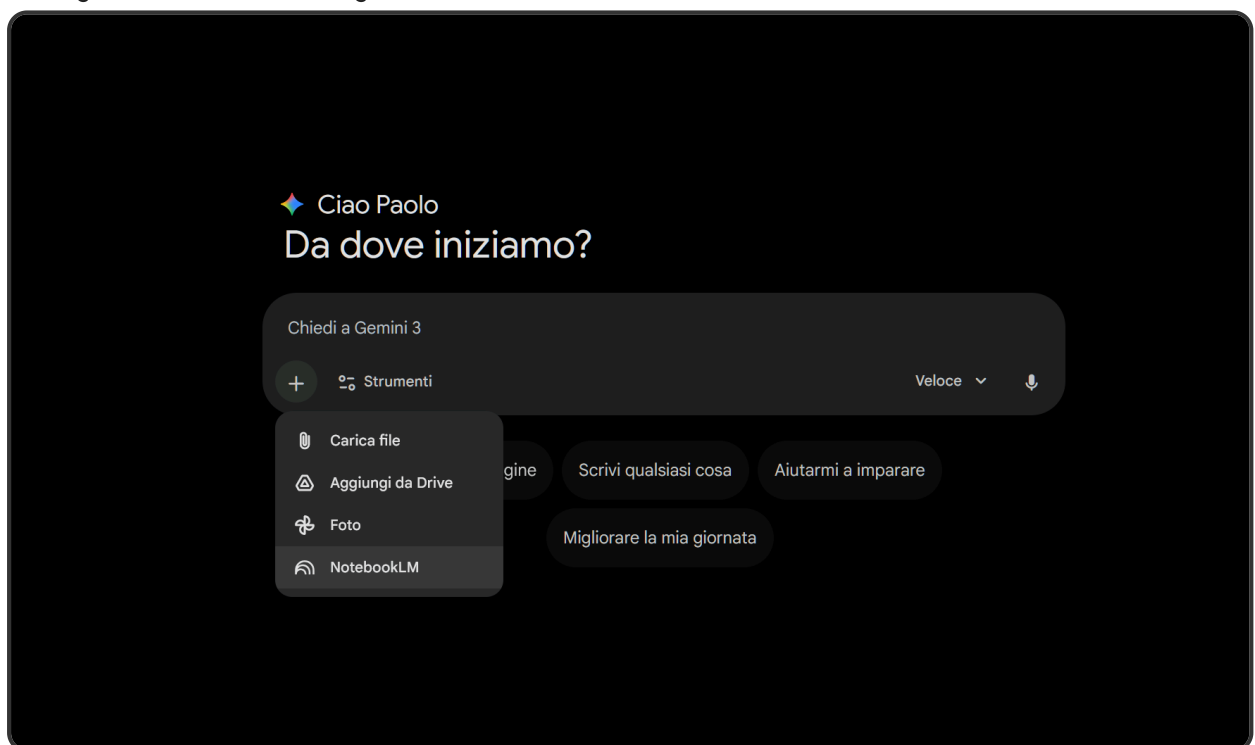 Ciao Paolo
Da dove iniziamo?
Chiedi a Gemini 3
Strumenti
Veloce
Carica file
Aggiungi da Drive
Foto
NotebookLM
gine
Scrivi qualsiasi cosa
Aiutarmi a imparare
Migliorare la mia giornata